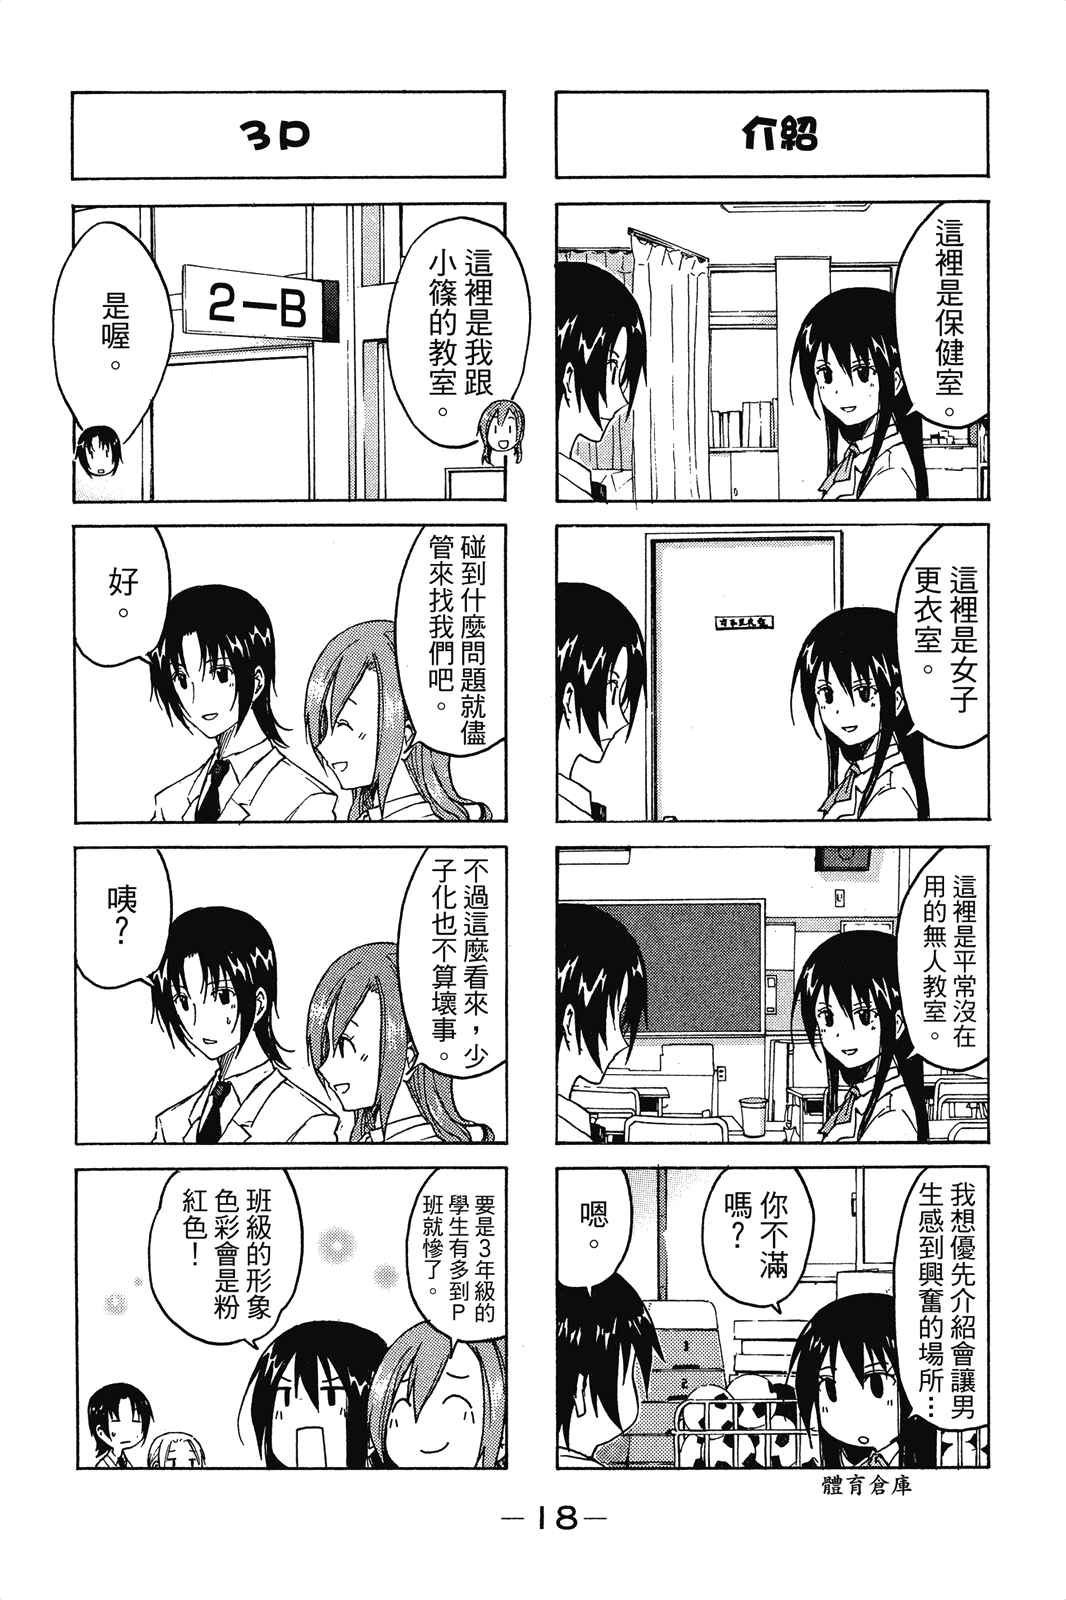 介紹
這裡是保健室。
這裡是女子
更衣室。
這裡是平常沒在
用的無人教室。
我想優先介紹會讓男
生感到興奮的場所…
你不滿
嗎?
嗯。
3
2
體育倉庫
3P
這裡是我跟
小篠的教室。
2－B
是喔。
碰到什麼問題就儘
管來找我們吧。
好。
不過這麼看來，少
子化也不算壞事。
咦?
要是3年級的
學生有多到P
班就慘了。
班級的形象
色彩會是粉
紅色!
－18－